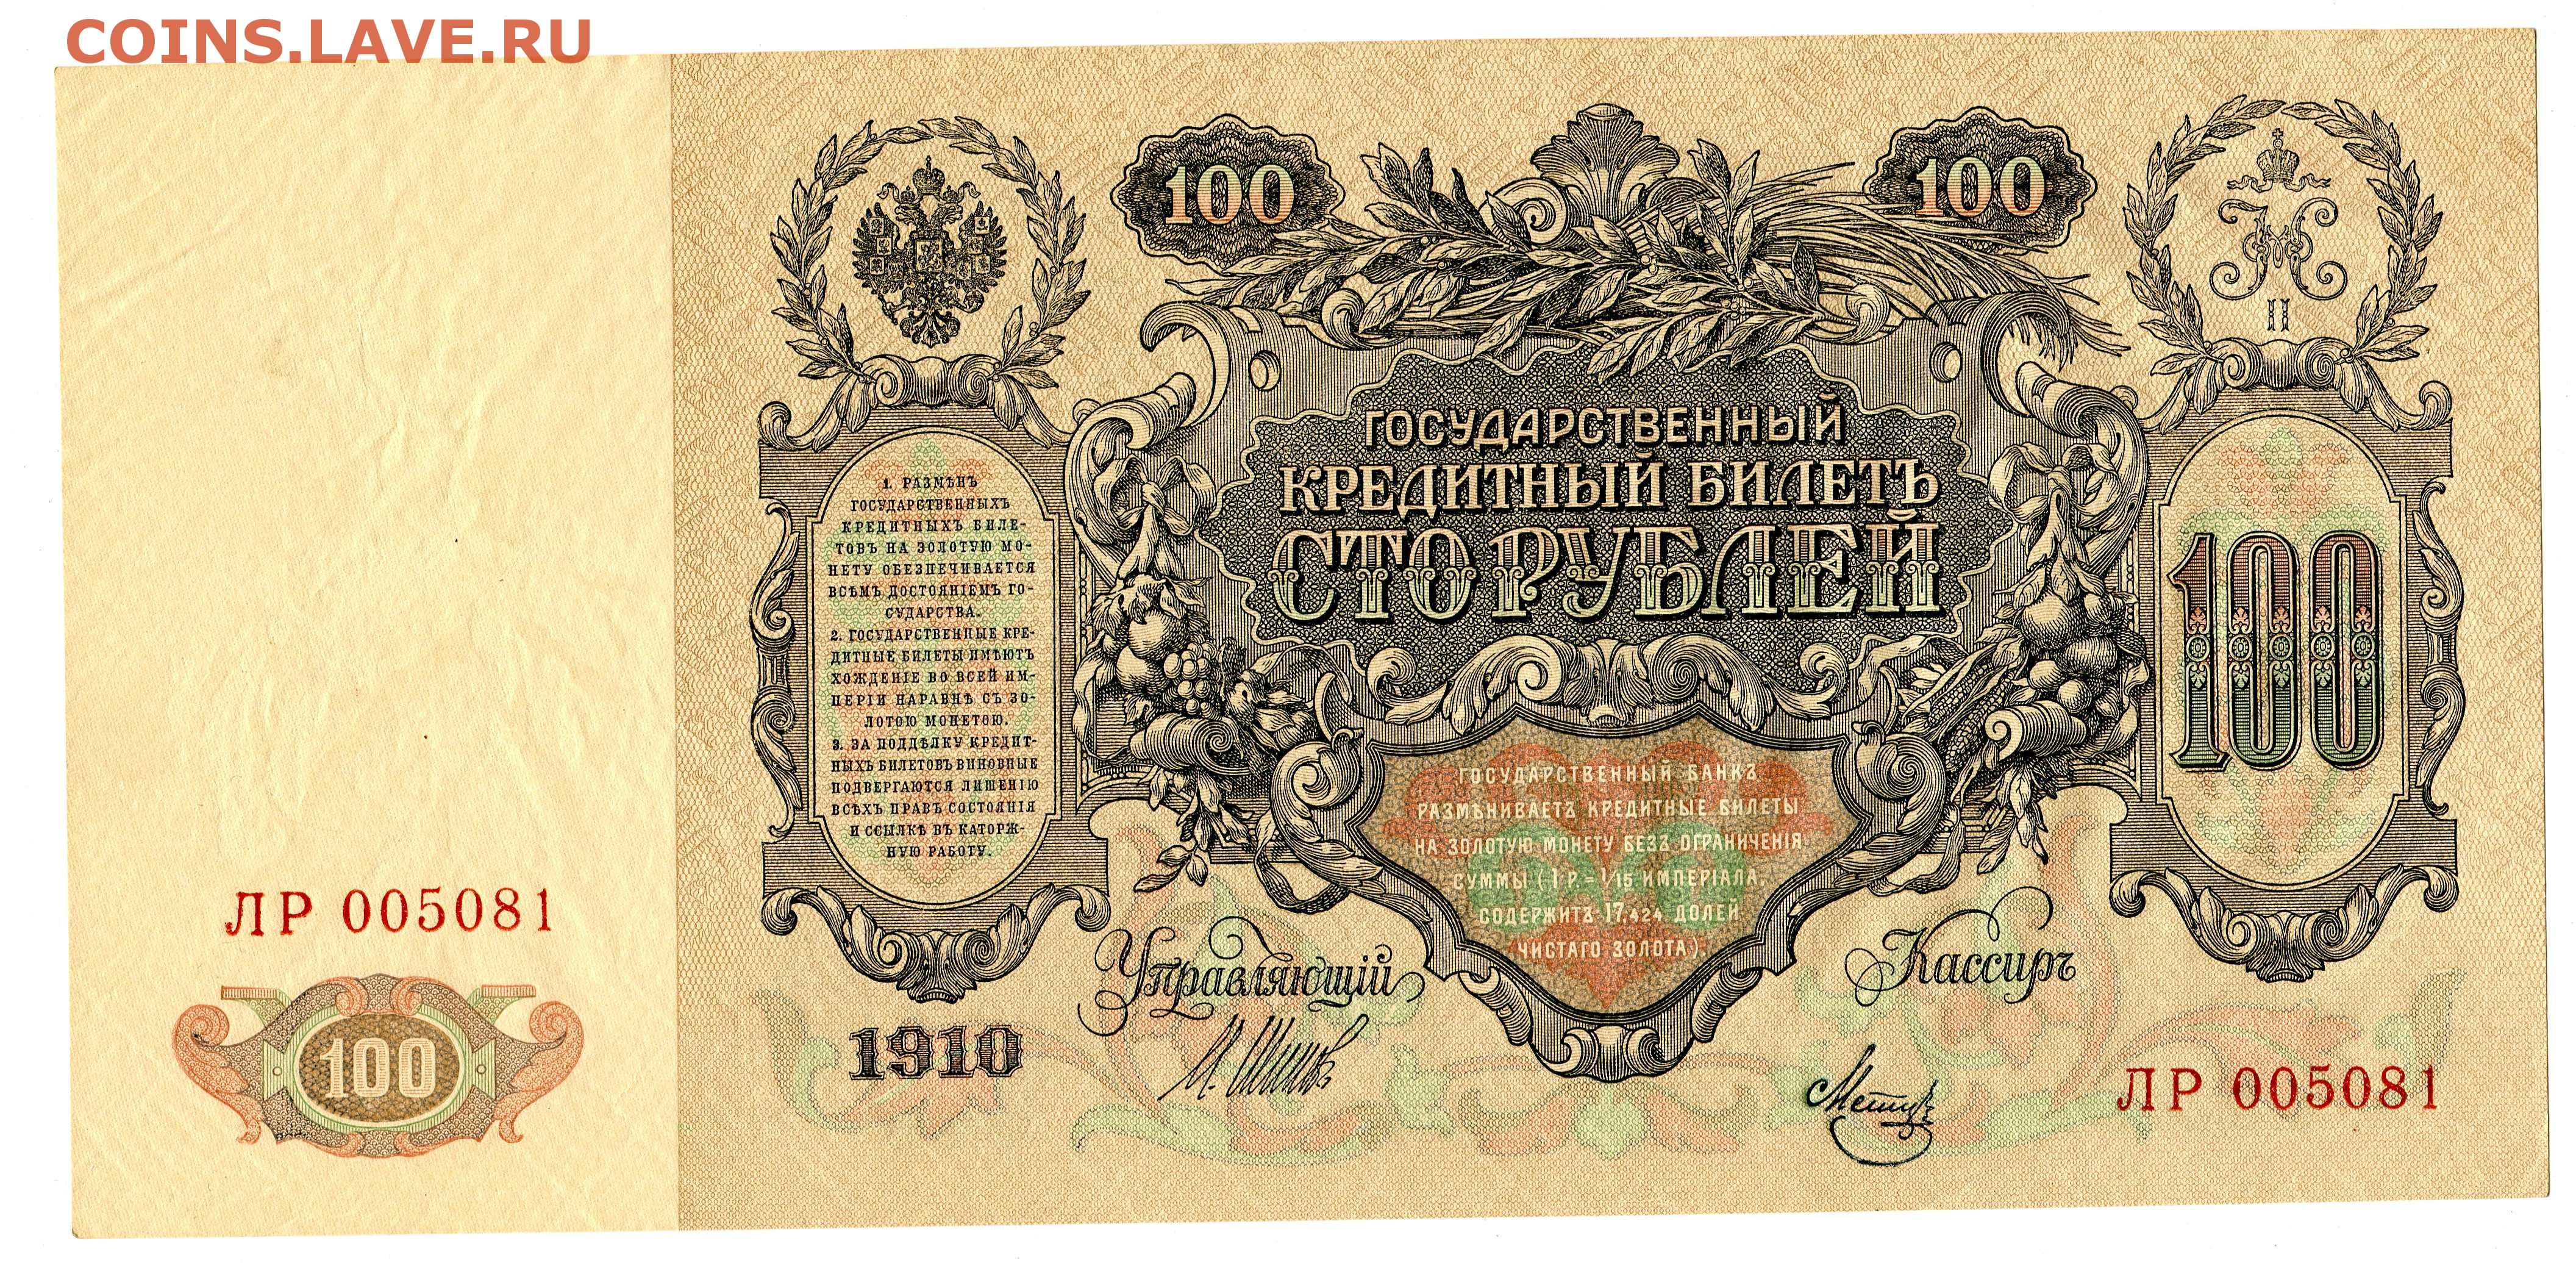 COINS.LAVE.RU
100
100
ГОСУДАРСТВЕННЫЙ
КРЕДИТНЫЙ БИЛЕТЪ
СТО РУБЛЕЙ
1. РАЗМѢНЪ
ГОСУДАРСТВЕННЫХЪ
КРЕДИТНЫХЪ БИЛЕ-
ТОВЪ НА ЗОЛОТУЮ МО-
НЕТУ ОБЕЗПЕЧИВАЕТСЯ
ВСѢМЪ ДОСТОЯНІЕМЪ ГО-
СУДАРСТВА.
2. ГОСУДАРСТВЕННЫЕ КРЕ-
ДИТНЫЕ БИЛЕТЫ ИМѢЮТЪ
ХОЖДЕНІЕ ВО ВСЕЙ ИМ-
ПЕРІИ НАРАВНѢ СЪ ЗО-
ЛОТОЮ МОНЕТОЮ.
3. ЗА ПОДДѢЛКУ КРЕДИТ-
НЫХЪ БИЛЕТОВЪ ВИНОВНЫЕ
ПОДВЕРГАЮТСЯ ЛИШЕНІЮ
ВСѢХЪ ПРАВЪ СОСТОЯНІЯ
И ССЫЛКѢ ВЪ КАТОРЖ-
НУЮ РАБОТУ.
II
100
ГОСУДАРСТВЕННЫЙ БАНКЪ
РАЗМѢНИВАЕТЪ КРЕДИТНЫЕ БИЛЕТЫ
НА ЗОЛОТУЮ МОНЕТУ БЕЗЪ ОГРАНИЧЕНІЯ
СУММЫ (1 Р.= 1/15 ИМПЕРІАЛА,
СОДЕРЖИТЪ 17,424 ДОЛЕЙ
ЧИСТАГО ЗОЛОТА).
ЛР 005081
100
1910
Управляющій
И. Шипов
Кассиръ
ЛР 005081